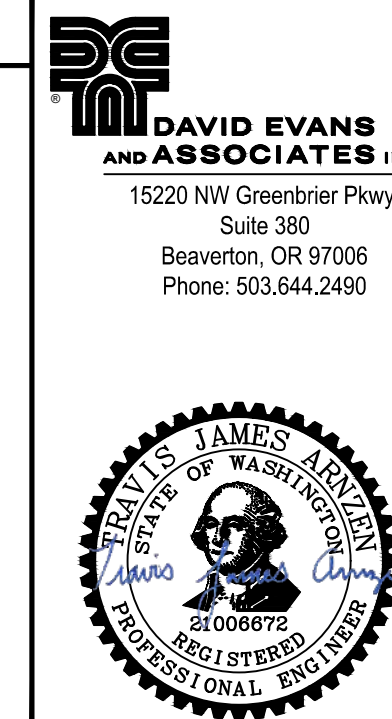 ®
DAVID EVANS
AND ASSOCIATES
15220 NW Greenbrier Pkwy
Suite 380
Beaverton, OR 97006
Phone: 503.644.2490
TRAVIS JAMES ARNZEN
STATE OF WASHINGTON
Travis James
21006672
REGISTERED
PROFESSIONAL ENGINEER